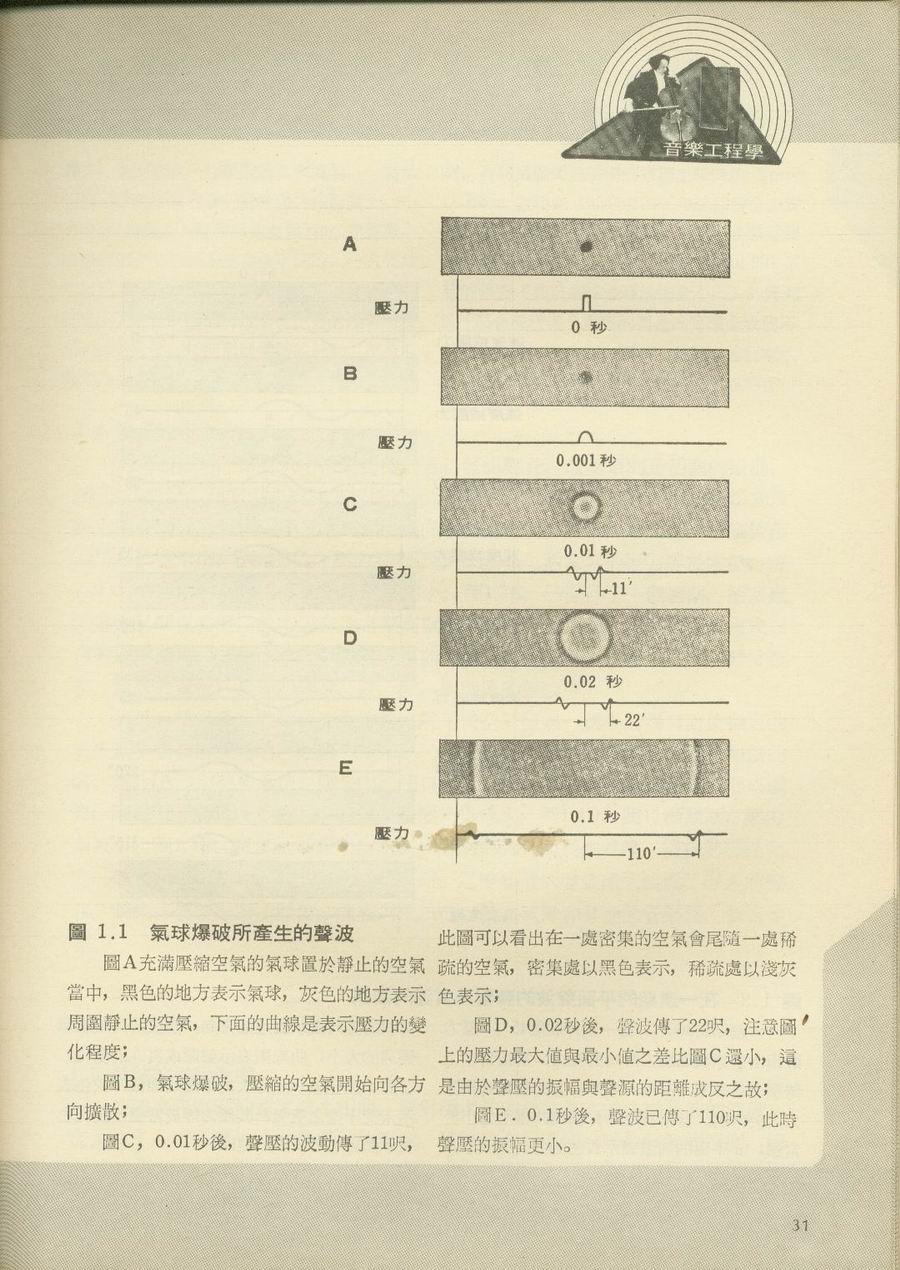 音樂工程學
A
壓力
0 秒
B
壓力
0.001 秒
C
0.01 秒
壓力
11′
D
0.02 秒
壓力
22′
E
0.1 秒
壓力
110′
圖 1.1 氣球爆破所產生的聲波
圖A充滿壓縮空氣的氣球置於靜止的空氣
當中，黑色的地方表示氣球，灰色的地方表示
周圍靜止的空氣，下面的曲線是表示壓力的變
化程度；
圖B，氣球爆破，壓縮的空氣開始向各方
向擴散；
圖C，0.01秒後，聲壓的波動傳了11呎，
此圖可以看出在一處密集的空氣會尾隨一處稀
疏的空氣，密集處以黑色表示，稀疏處以淺灰
色表示；
圖D，0.02秒後，聲波傳了22呎，注意圖
上的壓力最大值與最小值之差比圖C還小，這
是由於聲壓的振幅與聲源的距離成反之故；
圖E．0.1秒後，聲波已傳了110呎，此時
聲壓的振幅更小。
31